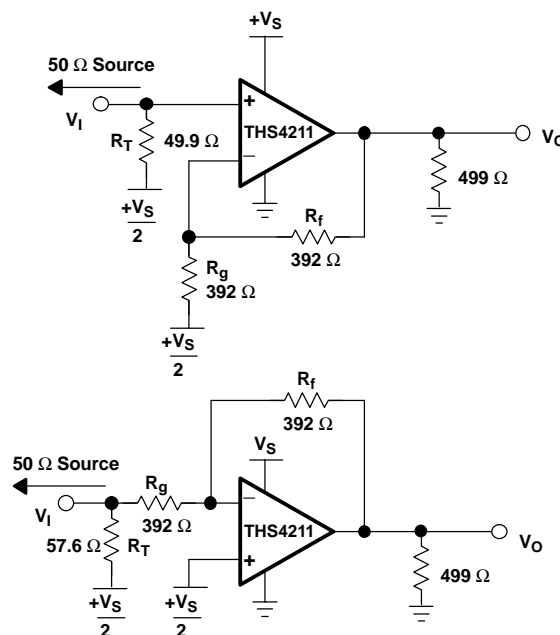 +VS
50 Ω Source
VI
RT
49.9 Ω
+VS
2
+
THS4211
−
VO
499 Ω
Rf
392 Ω
Rg
392 Ω
+VS
2
Rf
392 Ω
50 Ω Source
VS
Rg
392 Ω
VI
57.6 Ω
RT
−
THS4211
+
VO
499 Ω
+VS
2
+VS
2